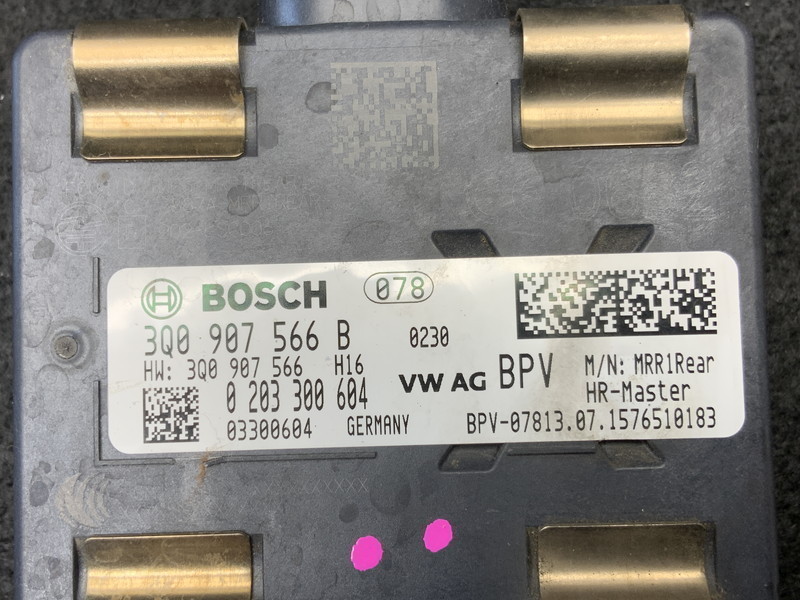 BOSCH 078
3Q0 907 566 B 0230
HW: 3Q0 907 566 H16
0 203 300 604 VW AG BPV M/N: MRR1Rear
HR-Master
03300604 GERMANY BPV-07813.07.1576510183